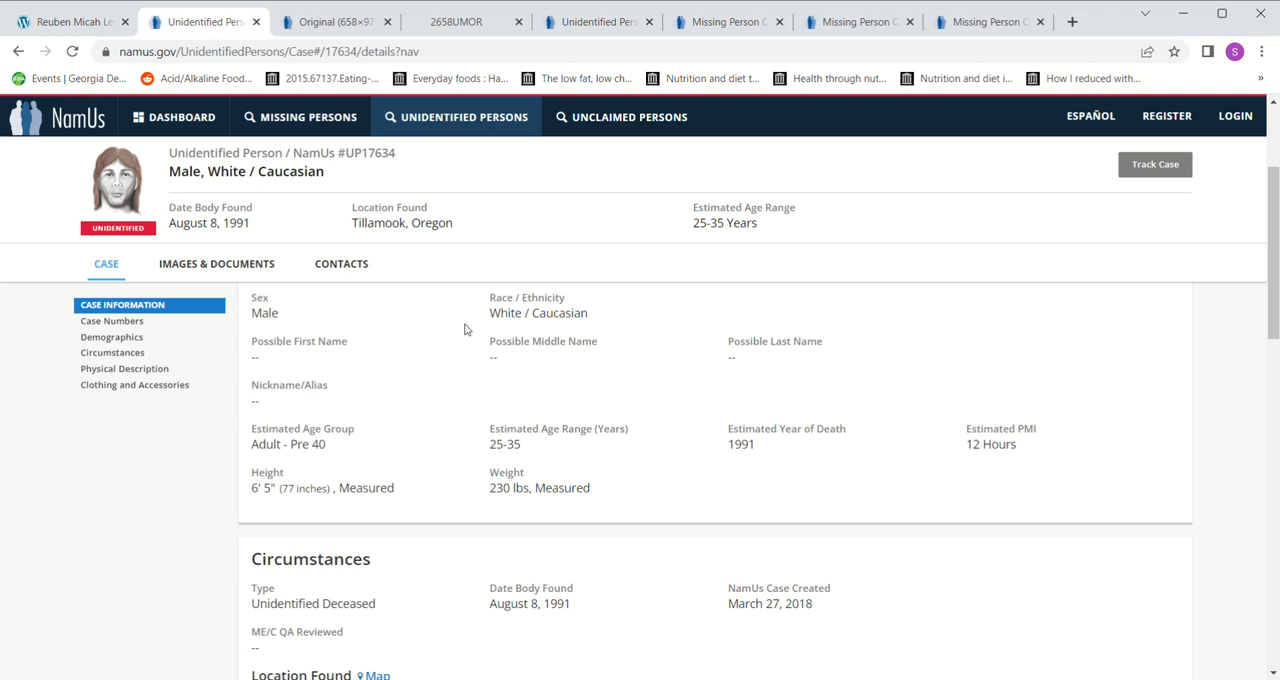 Reuben Micah Le
Unidentified Pers
Original (658×97
2658UMOR
Unidentified Pers
Missing Person C
Missing Person C
Missing Person C
namus.gov/UnidentifiedPersons/Case#/17634/details?nav
S
Events | Georgia De...
Acid/Alkaline Food...
2015.67137.Eating-...
Everyday foods : Ha...
The low fat, low ch...
Nutrition and diet t...
Health through nut...
Nutrition and diet i...
How I reduced with...
»
NamUs
DASHBOARD
MISSING PERSONS
UNIDENTIFIED PERSONS
UNCLAIMED PERSONS
ESPAÑOL
REGISTER
LOGIN
Unidentified Person / NamUs #UP17634
Male, White / Caucasian
Track Case
UNIDENTIFIED
Date Body Found
August 8, 1991
Location Found
Tillamook, Oregon
Estimated Age Range
25-35 Years
CASE
IMAGES & DOCUMENTS
CONTACTS
CASE INFORMATION
Case Numbers
Demographics
Circumstances
Physical Description
Clothing and Accessories
Sex
Male
Race / Ethnicity
White / Caucasian
Possible First Name
--
Possible Middle Name
--
Possible Last Name
--
Nickname/Alias
--
Estimated Age Group
Adult - Pre 40
Estimated Age Range (Years)
25-35
Estimated Year of Death
1991
Estimated PMI
12 Hours
Height
6' 5" (77 inches) , Measured
Weight
230 lbs, Measured
Circumstances
Type
Unidentified Deceased
Date Body Found
August 8, 1991
NamUs Case Created
March 27, 2018
ME/C QA Reviewed
--
Location Found Map